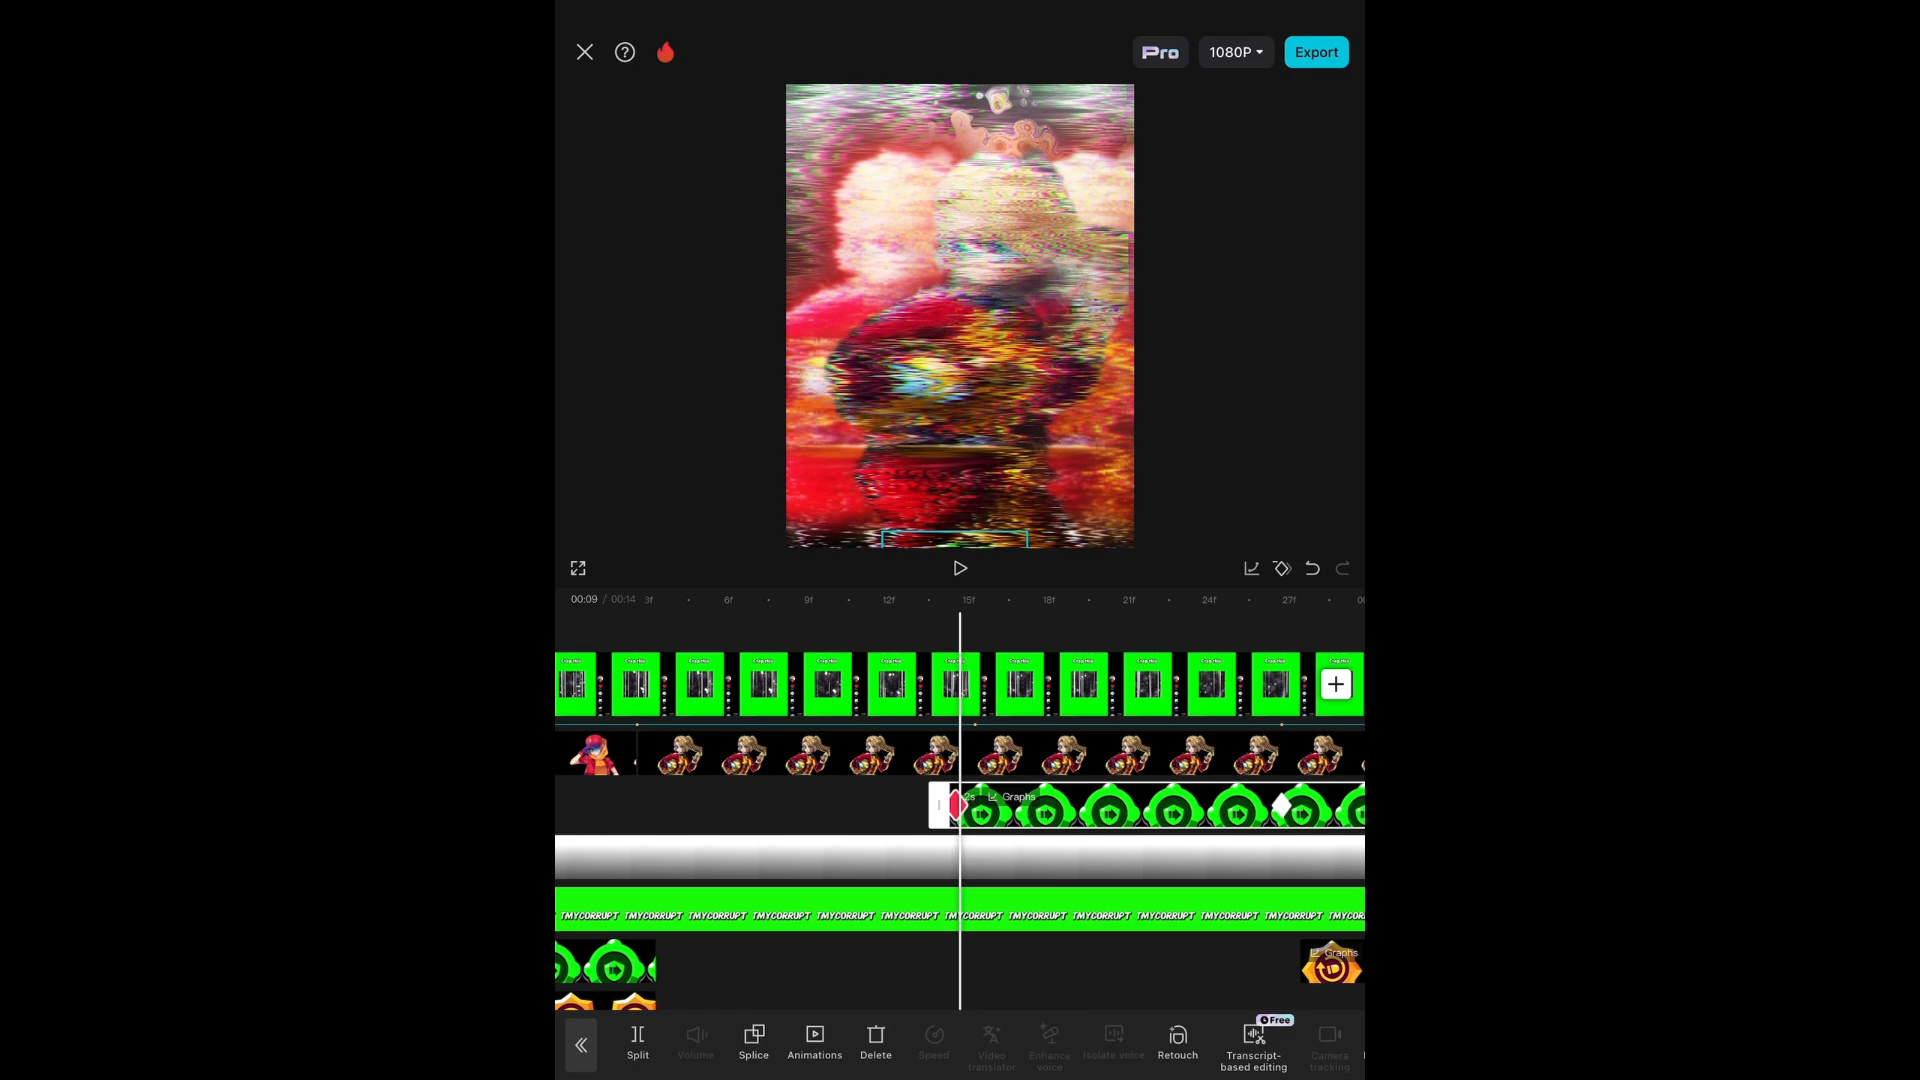 Pro 1080P Export
00:09 / 00:14 3f 6f 9f 12f 15f 18f 21f 24f 27f
2s Graphs
TMYCORRUPT TMYCORRUPT TMYCORRUPT TMYCORRUPT TMYCORRUPT TMYCORRUPT TMYCORRUPT TMYCORRUPT TMYCORRUPT TMYCORRUPT TMYCORRUPT TMYCORRUPT TMYCOR
Graphs
Free
Split Volume Splice Animations Delete Speed Video translator Enhance voice Isolate voice Retouch Transcript-based editing Camera tracking